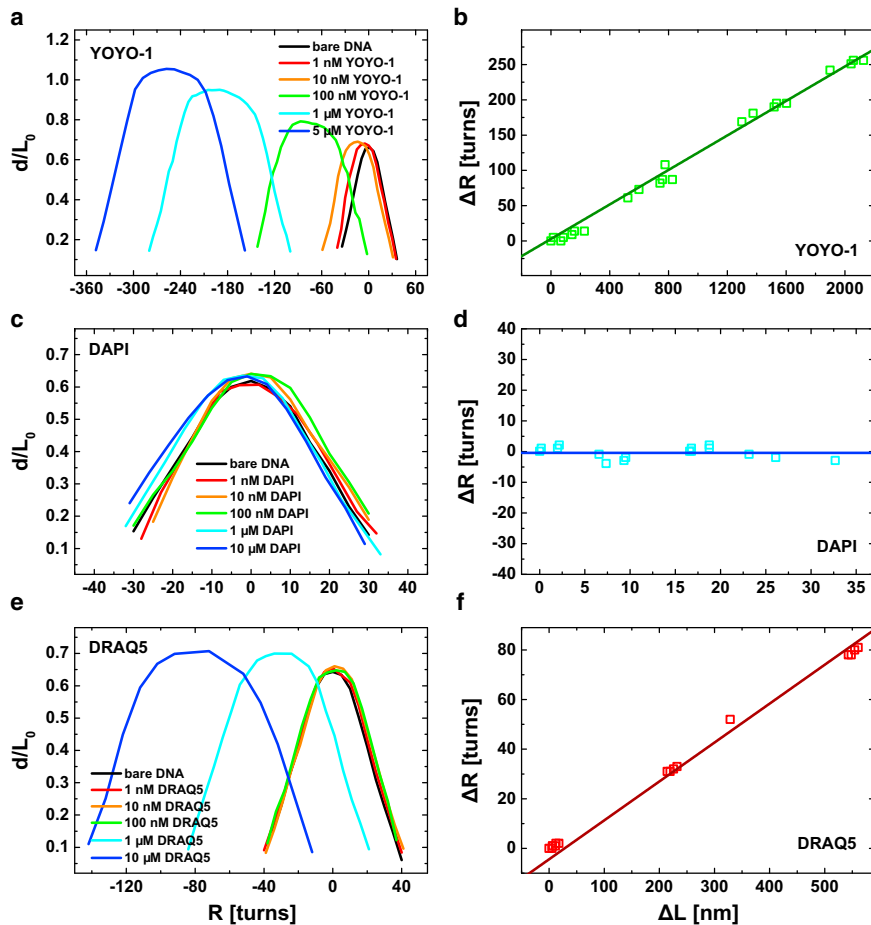 a
YOYO-1
bare DNA
1 nM YOYO-1
10 nM YOYO-1
100 nM YOYO-1
1 µM YOYO-1
5 µM YOYO-1
d/L0
1.2
1.0
0.8
0.6
0.4
0.2
-360 -300 -240 -180 -120 -60 0 60
b
ΔR [turns]
250
200
150
100
50
0
0 400 800 1200 1600 2000
YOYO-1
c
DAPI
d/L0
0.7
0.6
0.5
0.4
0.3
0.2
0.1
bare DNA
1 nM DAPI
10 nM DAPI
100 nM DAPI
1 µM DAPI
10 µM DAPI
-40 -30 -20 -10 0 10 20 30 40
d
ΔR [turns]
40
30
20
10
0
-10
-20
-30
-40
0 5 10 15 20 25 30 35
DAPI
e
DRAQ5
d/L0
0.7
0.6
0.5
0.4
0.3
0.2
0.1
bare DNA
1 nM DRAQ5
10 nM DRAQ5
100 nM DRAQ5
1 µM DRAQ5
10 µM DRAQ5
-120 -80 -40 0 40
R [turns]
f
ΔR [turns]
80
60
40
20
0
0 100 200 300 400 500
DRAQ5
ΔL [nm]